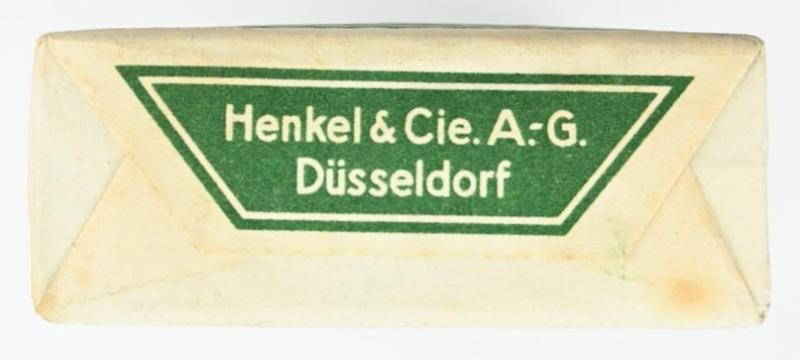 Henkel & Cie. A.-G.
Düsseldorf